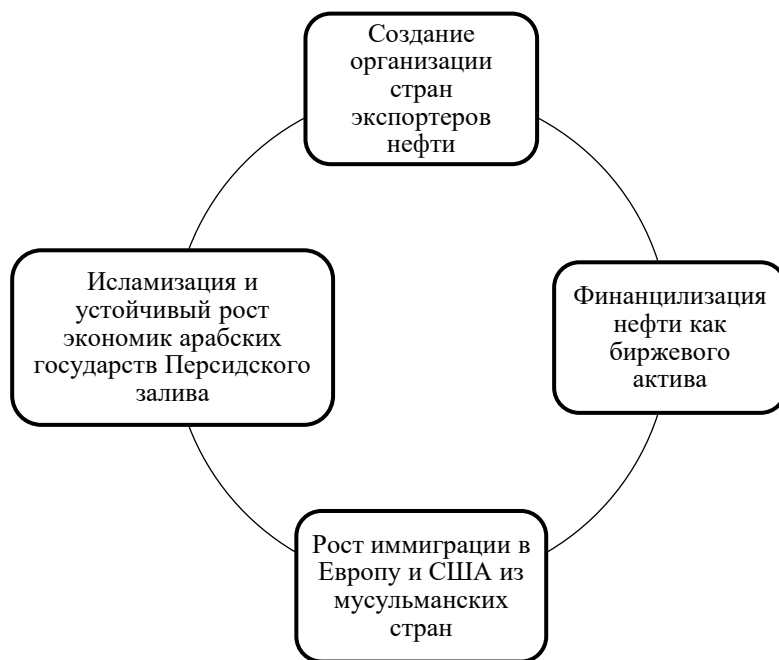 Создание
организации
стран
экспортеров
нефти
Исламизация и
устойчивый рост
экономик арабских
государств Персидского
залива
Финанцилизация
нефти как
биржевого
актива
Рост иммиграции в
Европу и США из
мусульманских
стран